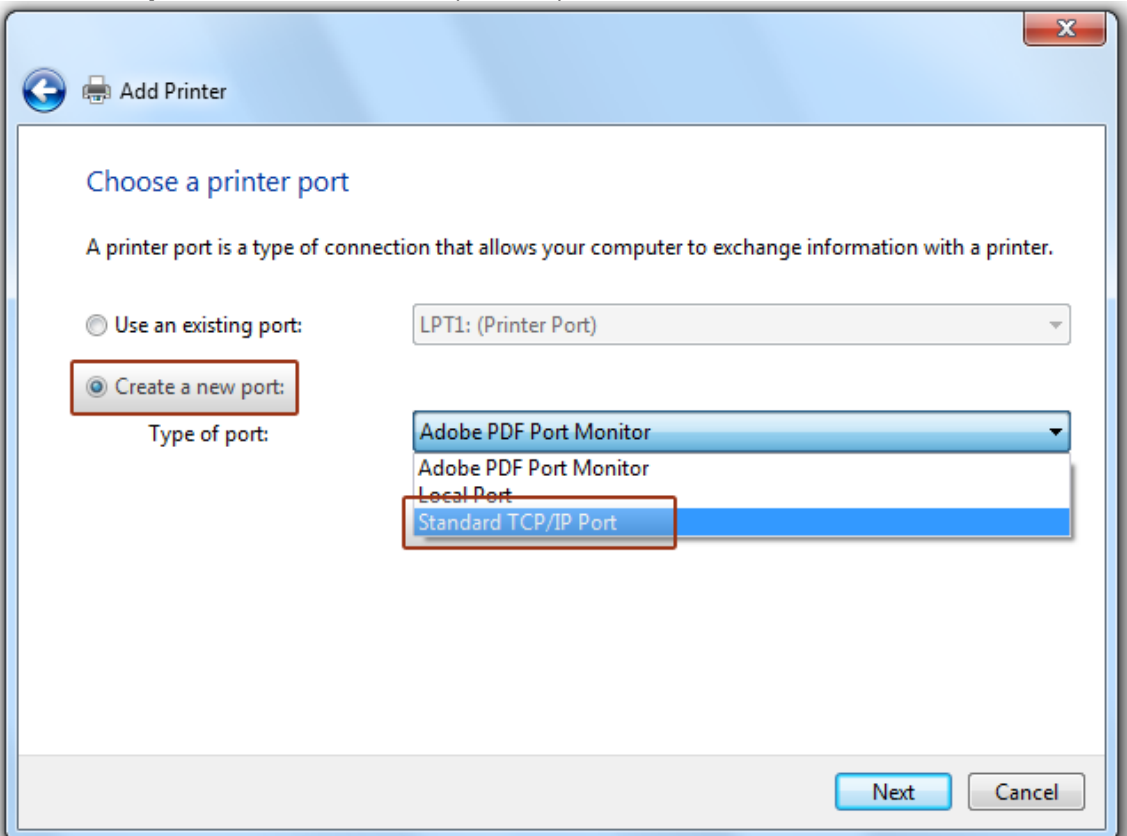 Add Printer
Choose a printer port
A printer port is a type of connection that allows your computer to exchange information with a printer.
Use an existing port: LPT1: (Printer Port)
Create a new port:
Type of port: Adobe PDF Port Monitor
Adobe PDF Port Monitor
Local Port
Standard TCP/IP Port
Next Cancel